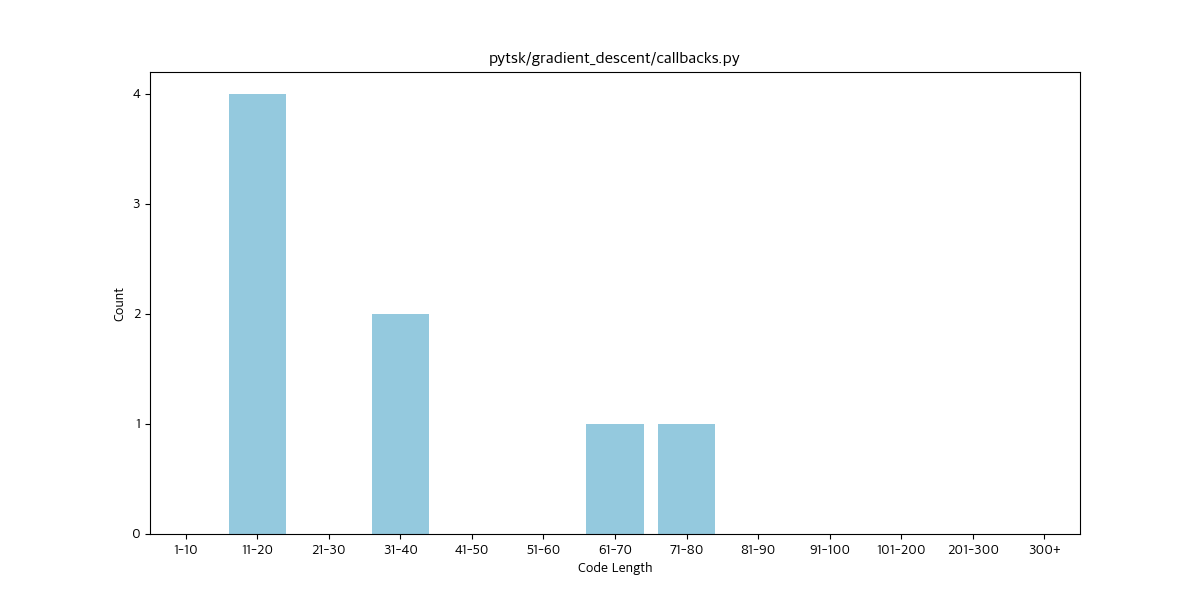 pytsk/gradient_descent/callbacks.py
4
3
2
1
0
Count
1-10 11-20 21-30 31-40 41-50 51-60 61-70 71-80 81-90 91-100 101-200 201-300 300+
Code Length